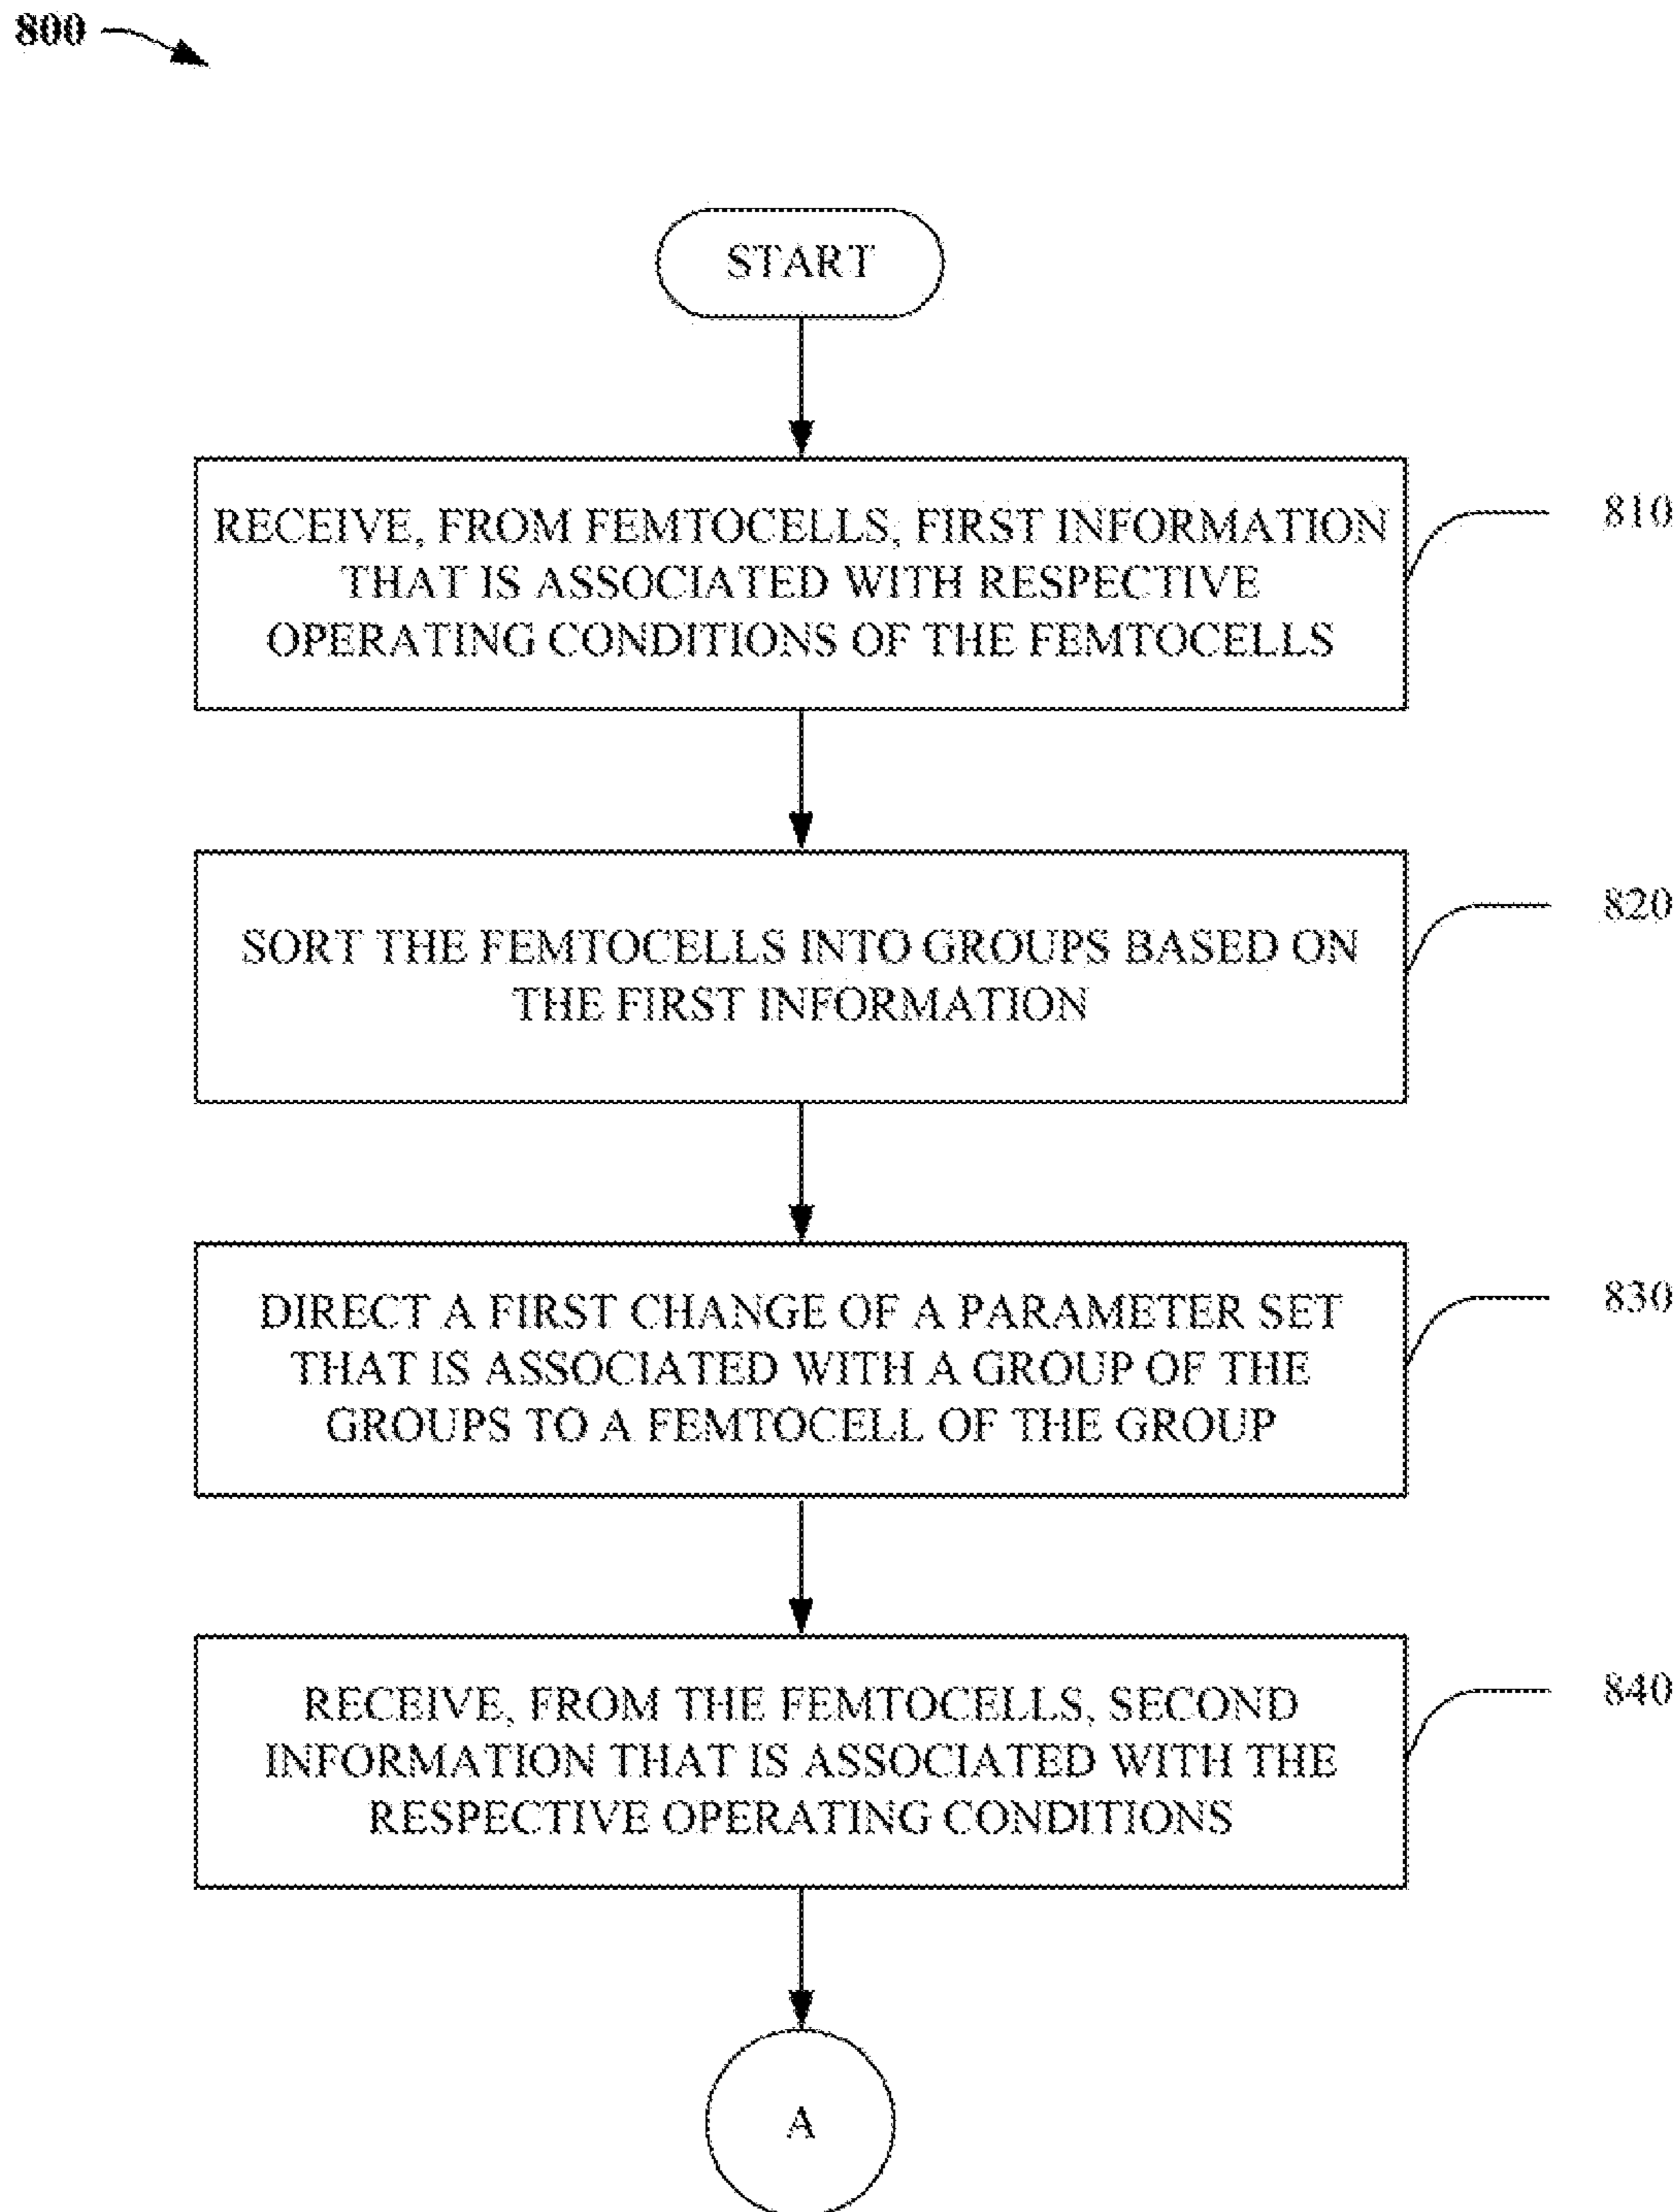 800
START
RECEIVE, FROM FEMTOCELLS, FIRST INFORMATION
THAT IS ASSOCIATED WITH RESPECTIVE
OPERATING CONDITIONS OF THE FEMTOCELLS
810
SORT THE FEMTOCELLS INTO GROUPS BASED ON
THE FIRST INFORMATION
820
DIRECT A FIRST CHANGE OF A PARAMETER SET
THAT IS ASSOCIATED WITH A GROUP OF THE
GROUPS TO A FEMTOCELL OF THE GROUP
830
RECEIVE, FROM THE FEMTOCELLS, SECOND
INFORMATION THAT IS ASSOCIATED WITH THE
RESPECTIVE OPERATING CONDITIONS
840
A